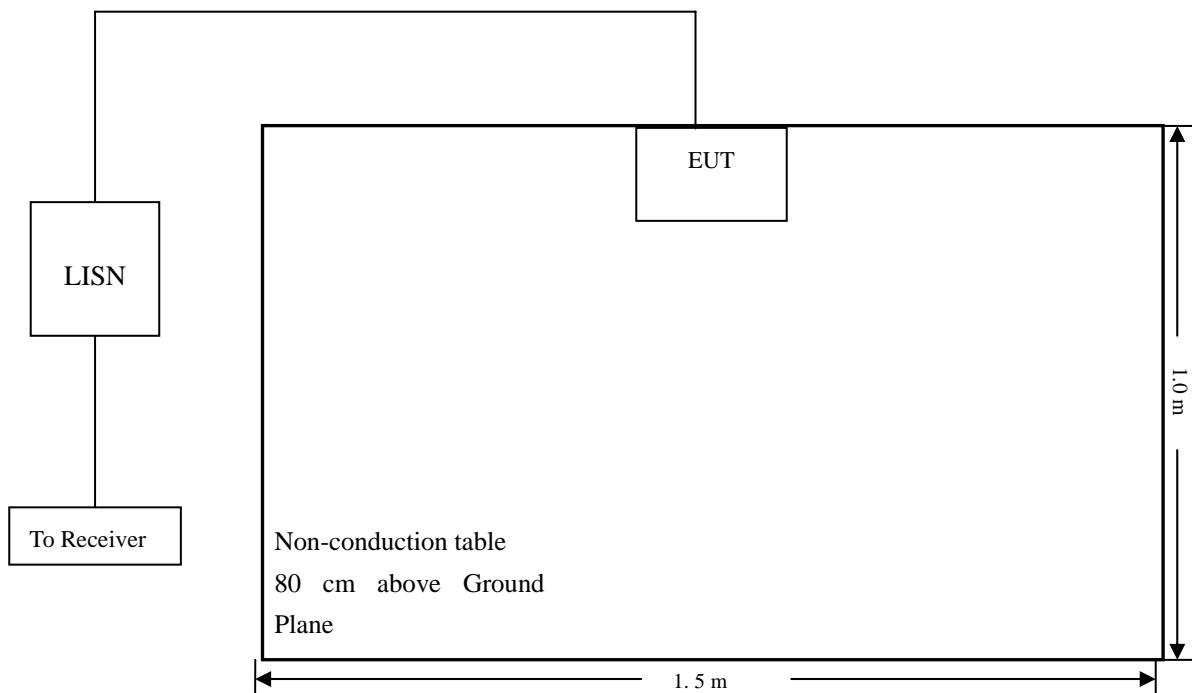 EUT
LISN
1.0 m
To Receiver
Non-conduction table
80 cm above Ground
Plane
1. 5 m